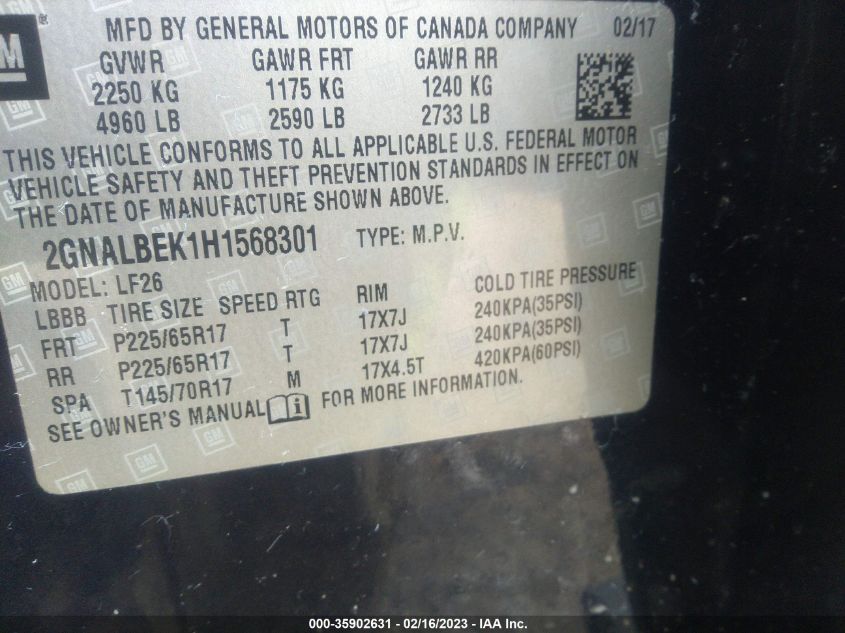 GM
MFD BY GENERAL MOTORS OF CANADA COMPANY 02/17
GVWR GAWR FRT GAWR RR
2250 KG 1175 KG 1240 KG
4960 LB 2590 LB 2733 LB
THIS VEHICLE CONFORMS TO ALL APPLICABLE U.S. FEDERAL MOTOR
VEHICLE SAFETY AND THEFT PREVENTION STANDARDS IN EFFECT ON
THE DATE OF MANUFACTURE SHOWN ABOVE.
2GNALBEK1H1568301 TYPE: M.P.V.
MODEL: LF26
LBBB TIRE SIZE SPEED RTG RIM COLD TIRE PRESSURE
FRT P225/65R17 T 17X7J 240KPA(35PSI)
RR P225/65R17 T 17X7J 240KPA(35PSI)
SPA T145/70R17 M 17X4.5T 420KPA(60PSI)
SEE OWNER'S MANUAL i FOR MORE INFORMATION.
000-35902631 - 02/16/2023 - IAA Inc.